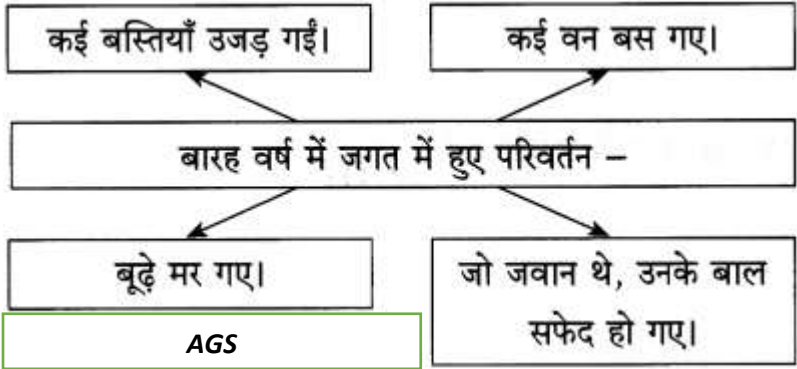 कई बस्तियाँ उजड़ गईं।
कई वन बस गए।
बारह वर्ष में जगत में हुए परिवर्तन –
बूढ़े मर गए।
जो जवान थे, उनके बाल
सफेद हो गए।
AGS